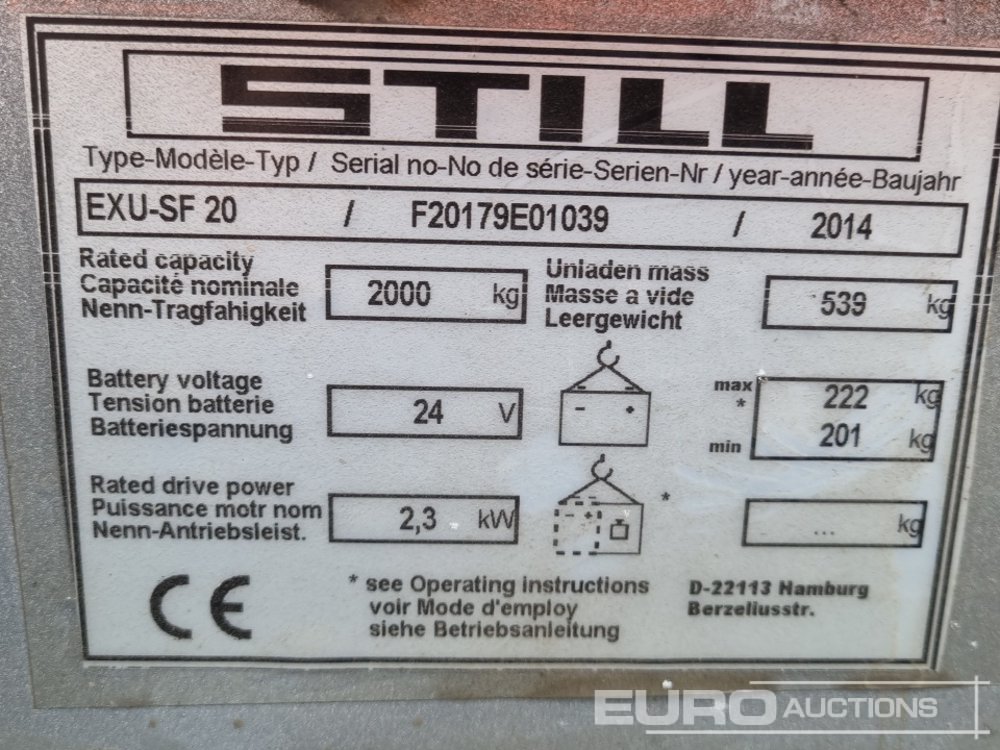 STILL
Type-Modèle-Typ / Serial no-No de série-Serien-Nr / year-année-Baujahr
EXU-SF 20 / F20179E01039 / 2014
Rated capacity
Capacité nominale
Nenn-Tragfahigkeit
2000 kg
Unladen mass
Masse a vide
Leergewicht
539 kg
Battery voltage
Tension batterie
Batteriespannung
24 V
- +
max 222 kg
*
min 201 kg
Rated drive power
Puissance motr nom
Nenn-Antriebsleist.
2,3 kW
- +
*
... kg
CE
* see Operating instructions
voir Mode d'employ
siehe Betriebsanleitung
D-22113 Hamburg
Berzeliusstr.
EURO AUCTIONS